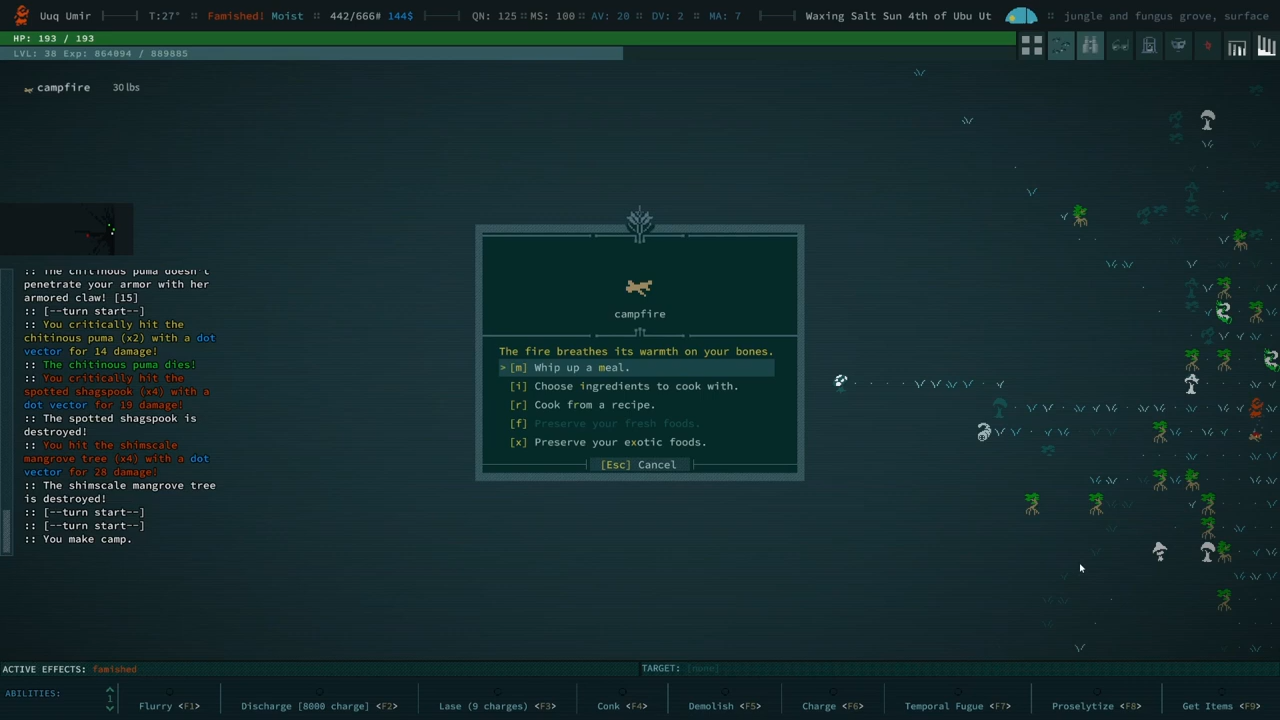 Uuq Umir T:27° :: Famished! Moist :: 442/666# 144$ QN: 125 :: MS: 100 :: AV: 20 :: DV: 2 :: MA: 7 Waxing Salt Sun 4th of Ubu Ut :: jungle and fungus grove, surface
HP: 193 / 193
LVL: 38 Exp: 864094 / 889885
campfire 30 lbs
:: The chitinous puma doesn't
penetrate your armor with her
armored claw! [15]
:: [--turn start--]
:: You critically hit the
chitinous puma (x2) with a dot
vector for 14 damage!
:: The chitinous puma dies!
:: You critically hit the
spotted shagspook (x4) with a
dot vector for 19 damage!
:: The spotted shagspook is
destroyed!
:: You hit the shimscale
mangrove tree (x4) with a dot
vector for 28 damage!
:: The shimscale mangrove tree
is destroyed!
:: [--turn start--]
:: [--turn start--]
:: You make camp.
campfire
The fire breathes its warmth on your bones.
> [m] Whip up a meal.
[i] Choose ingredients to cook with.
[r] Cook from a recipe.
[f] Preserve your fresh foods.
[x] Preserve your exotic foods.
[Esc] Cancel
ACTIVE EFFECTS: famished
TARGET: [none]
ABILITIES: 1 Flurry <F1> Discharge [8000 charge] <F2> Lase (9 charges) <F3> Conk <F4> Demolish <F5> Charge <F6> Temporal Fugue <F7> Proselytize <F8> Get Items <F9>